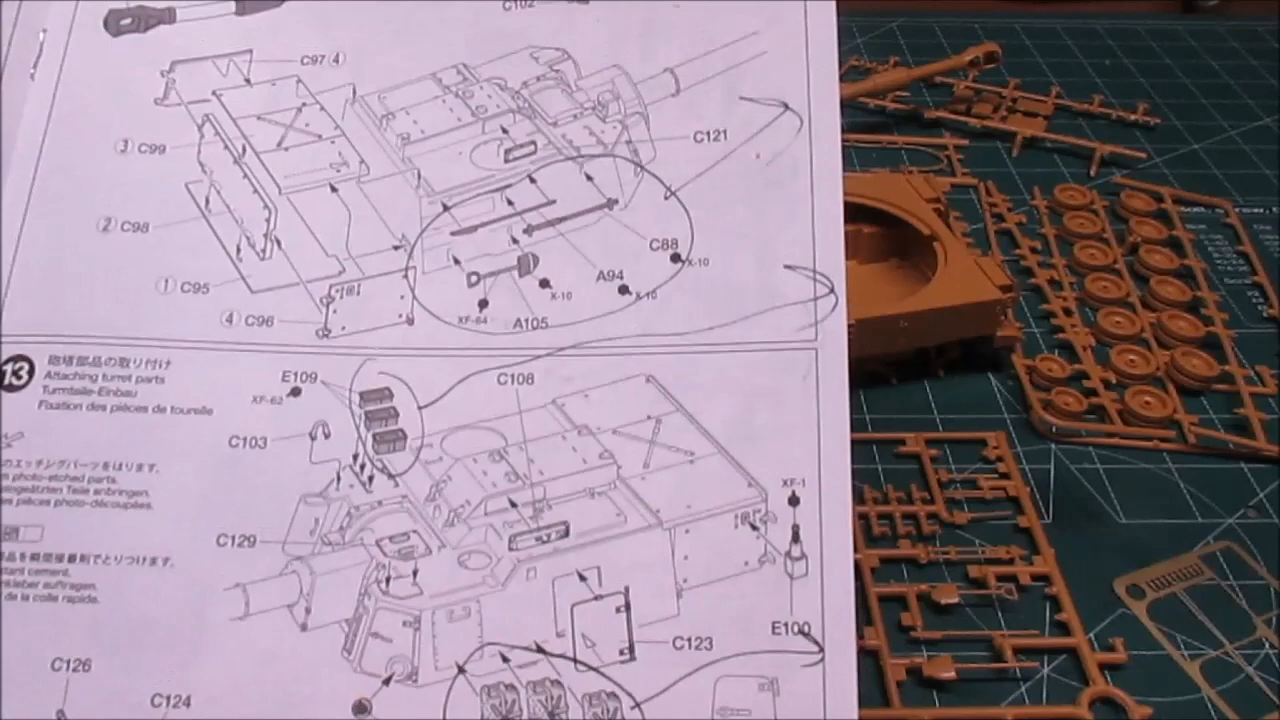 C102
C97 ④
③ C99
② C98
① C95
④ C96
C121
C88
X-10
A94
X-10
X-10
XF-64
A105
13
砲塔部品の取り付け
Attaching turret parts
Turmteile-Einbau
Fixation des pièces de tourelle
E109
XF-62
C108
C103
のエッチングパーツをはります。
photo-etched parts.
Teile anbringen.
pièces photo-découpées.
XF-1
C129
部品を瞬間接着剤でとりつけます。
cement.
auftragen.
de la colle rapide.
C123
E100
C126
C124